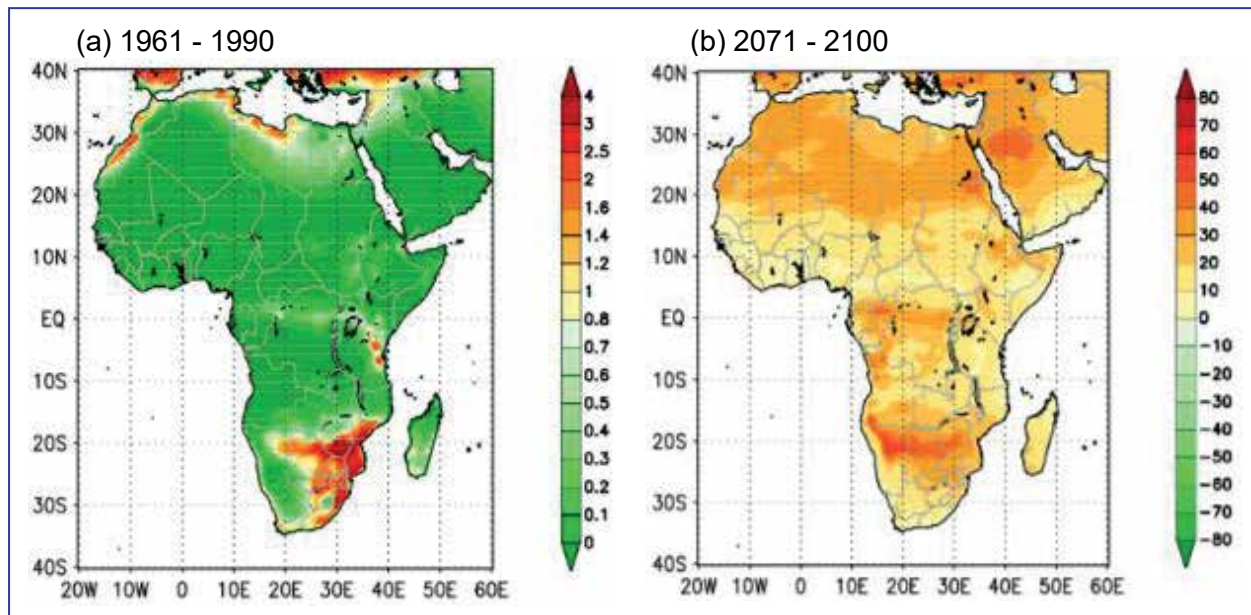 (a) 1961 - 1990
40N
30N
20N
10N
EQ
10S
20S
30S
40S
20W 10W 0 10E 20E 30E 40E 50E 60E
4
3
2.5
2
1.6
1.4
1.2
1
0.8
0.7
0.6
0.5
0.4
0.3
0.2
0.1
0
(b) 2071 - 2100
40N
30N
20N
10N
EQ
10S
20S
30S
40S
20W 10W 0 10E 20E 30E 40E 50E 60E
80
70
60
50
40
30
20
10
0
−10
−20
−30
−40
−50
−60
−70
−80